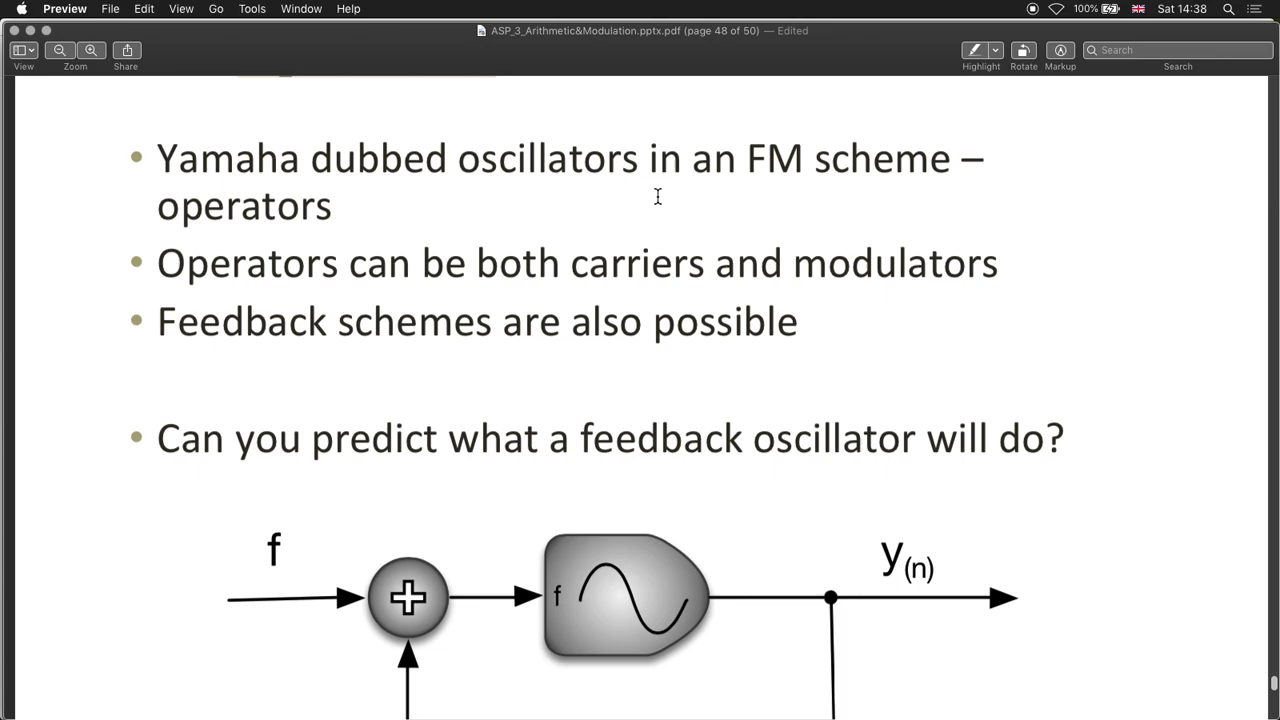 Preview File Edit View Go Tools Window Help 100% Sat 14:38
ASP_3_Arithmetic&Modulation.pptx.pdf (page 48 of 50) — Edited
Search
View Zoom Share Highlight Rotate Markup Search
• Yamaha dubbed oscillators in an FM scheme –
operators
• Operators can be both carriers and modulators
• Feedback schemes are also possible
• Can you predict what a feedback oscillator will do?
f
y(n)
f